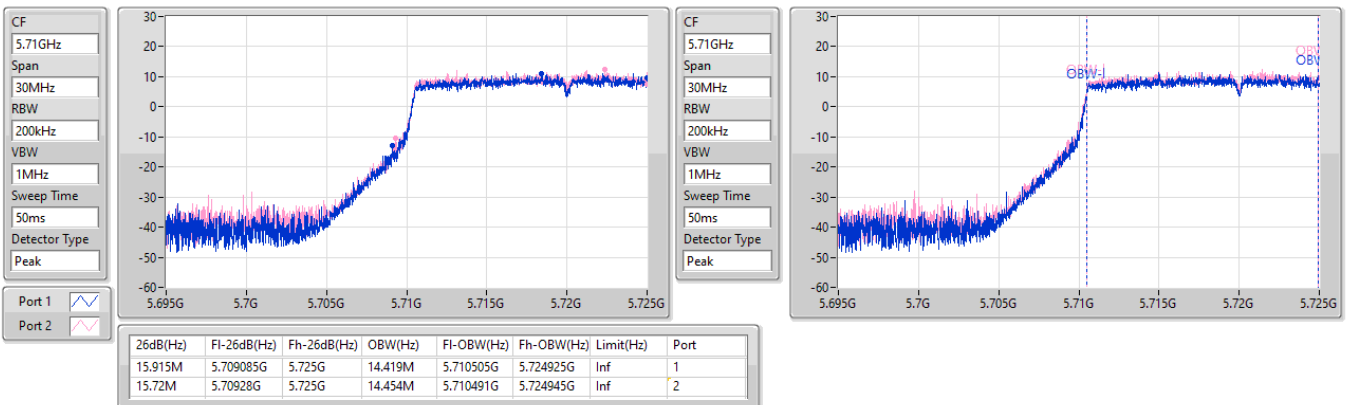 CF
5.71GHz
Span
30MHz
RBW
200kHz
VBW
1MHz
Sweep Time
50ms
Detector Type
Peak
Port 1
Port 2
30
20
10
0
-10
-20
-30
-40
-50
-60
5.695G 5.7G 5.705G 5.71G 5.715G 5.72G 5.725G
CF
5.71GHz
Span
30MHz
RBW
200kHz
VBW
1MHz
Sweep Time
50ms
Detector Type
Peak
30
20
10
0
-10
-20
-30
-40
-50
-60
OBW-l
OBV
OBV
5.695G 5.7G 5.705G 5.71G 5.715G 5.72G 5.725G
26dB(Hz) Fl-26dB(Hz) Fh-26dB(Hz) OBW(Hz) Fl-OBW(Hz) Fh-OBW(Hz) Limit(Hz) Port
15.915M 5.709085G 5.725G 14.419M 5.710505G 5.724925G Inf 1
15.72M 5.70928G 5.725G 14.454M 5.710491G 5.724945G Inf 2